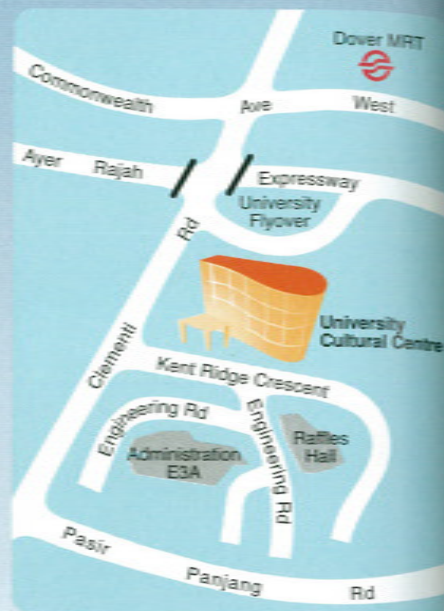 Dover MRT
Commonwealth Ave West
Ayer Rajah Expressway
University
Flyover
Clementi Rd
University
Cultural Centre
Kent Ridge Crescent
Engineering Rd
Engineering Rd
Raffles
Hall
Administration
E3A
Pasir Panjang Rd